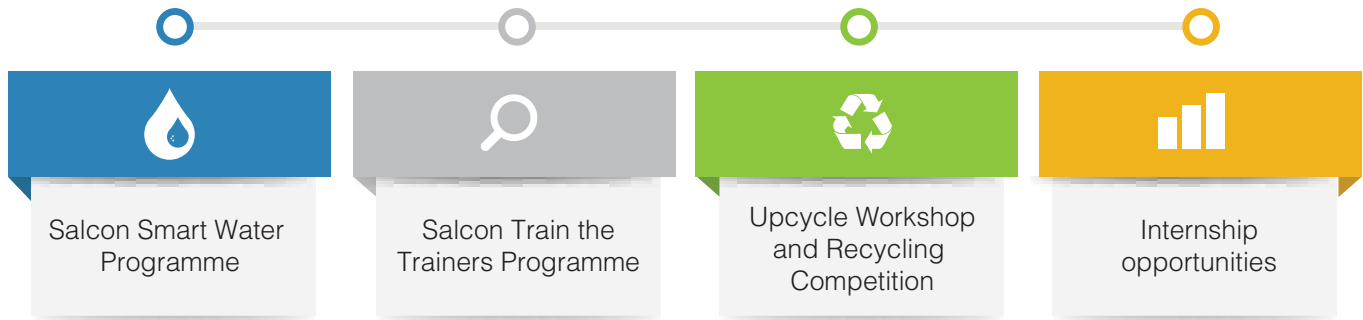 Salcon Smart Water
Programme
Salcon Train the
Trainers Programme
Upcycle Workshop
and Recycling
Competition
Internship
opportunities